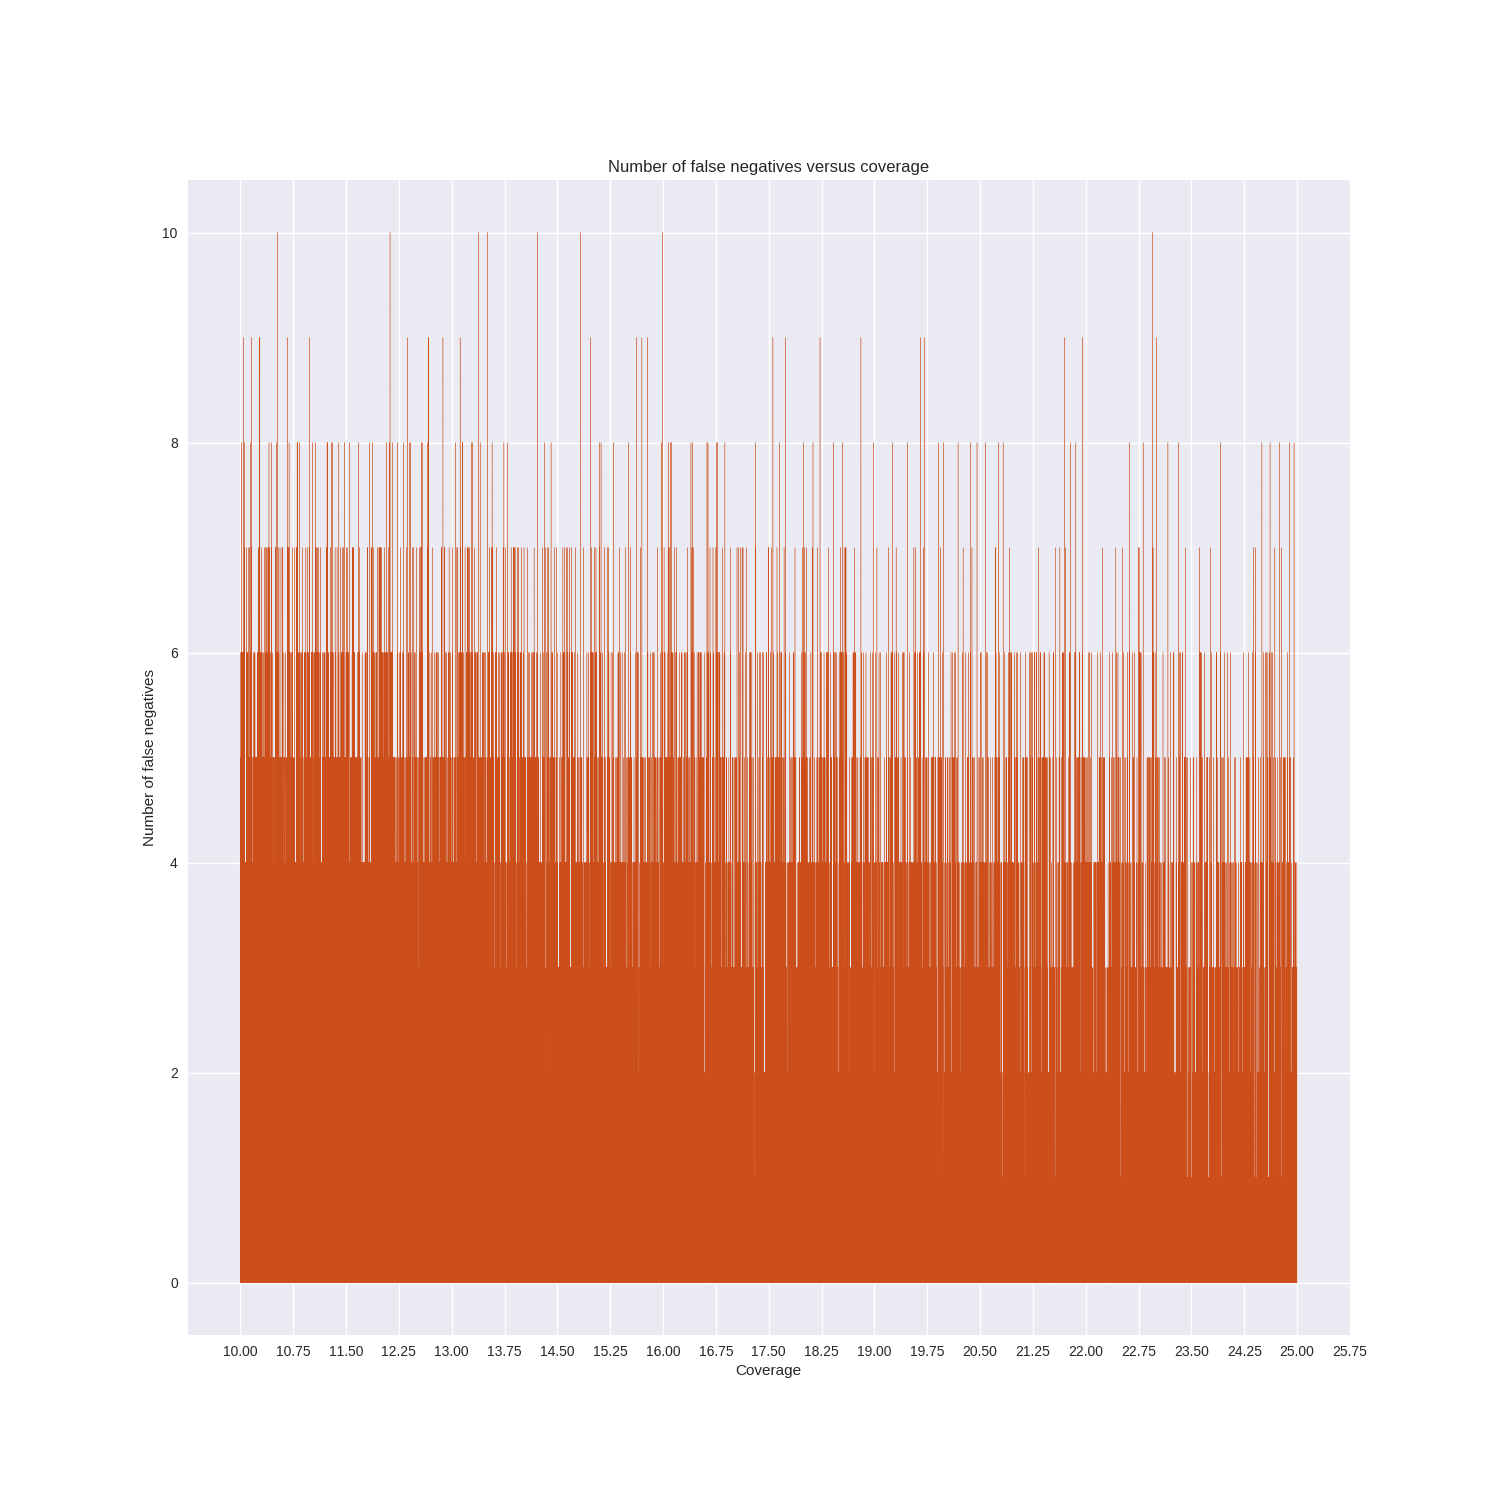 Number of false negatives versus coverage
10
8
6
4
2
0
Number of false negatives
10.00 10.75 11.50 12.25 13.00 13.75 14.50 15.25 16.00 16.75 17.50 18.25 19.00 19.75 20.50 21.25 22.00 22.75 23.50 24.25 25.00 25.75
Coverage